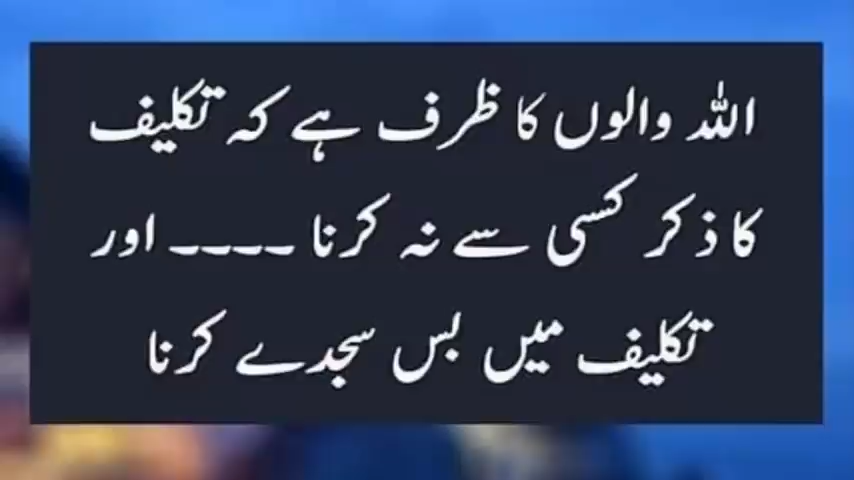 اللہ والوں کا ظرف ہے کہ تکلیف
کا ذکر کسی سے نہ کرنا ۔۔۔۔ اور
تکلیف میں بس سجدے کرنا